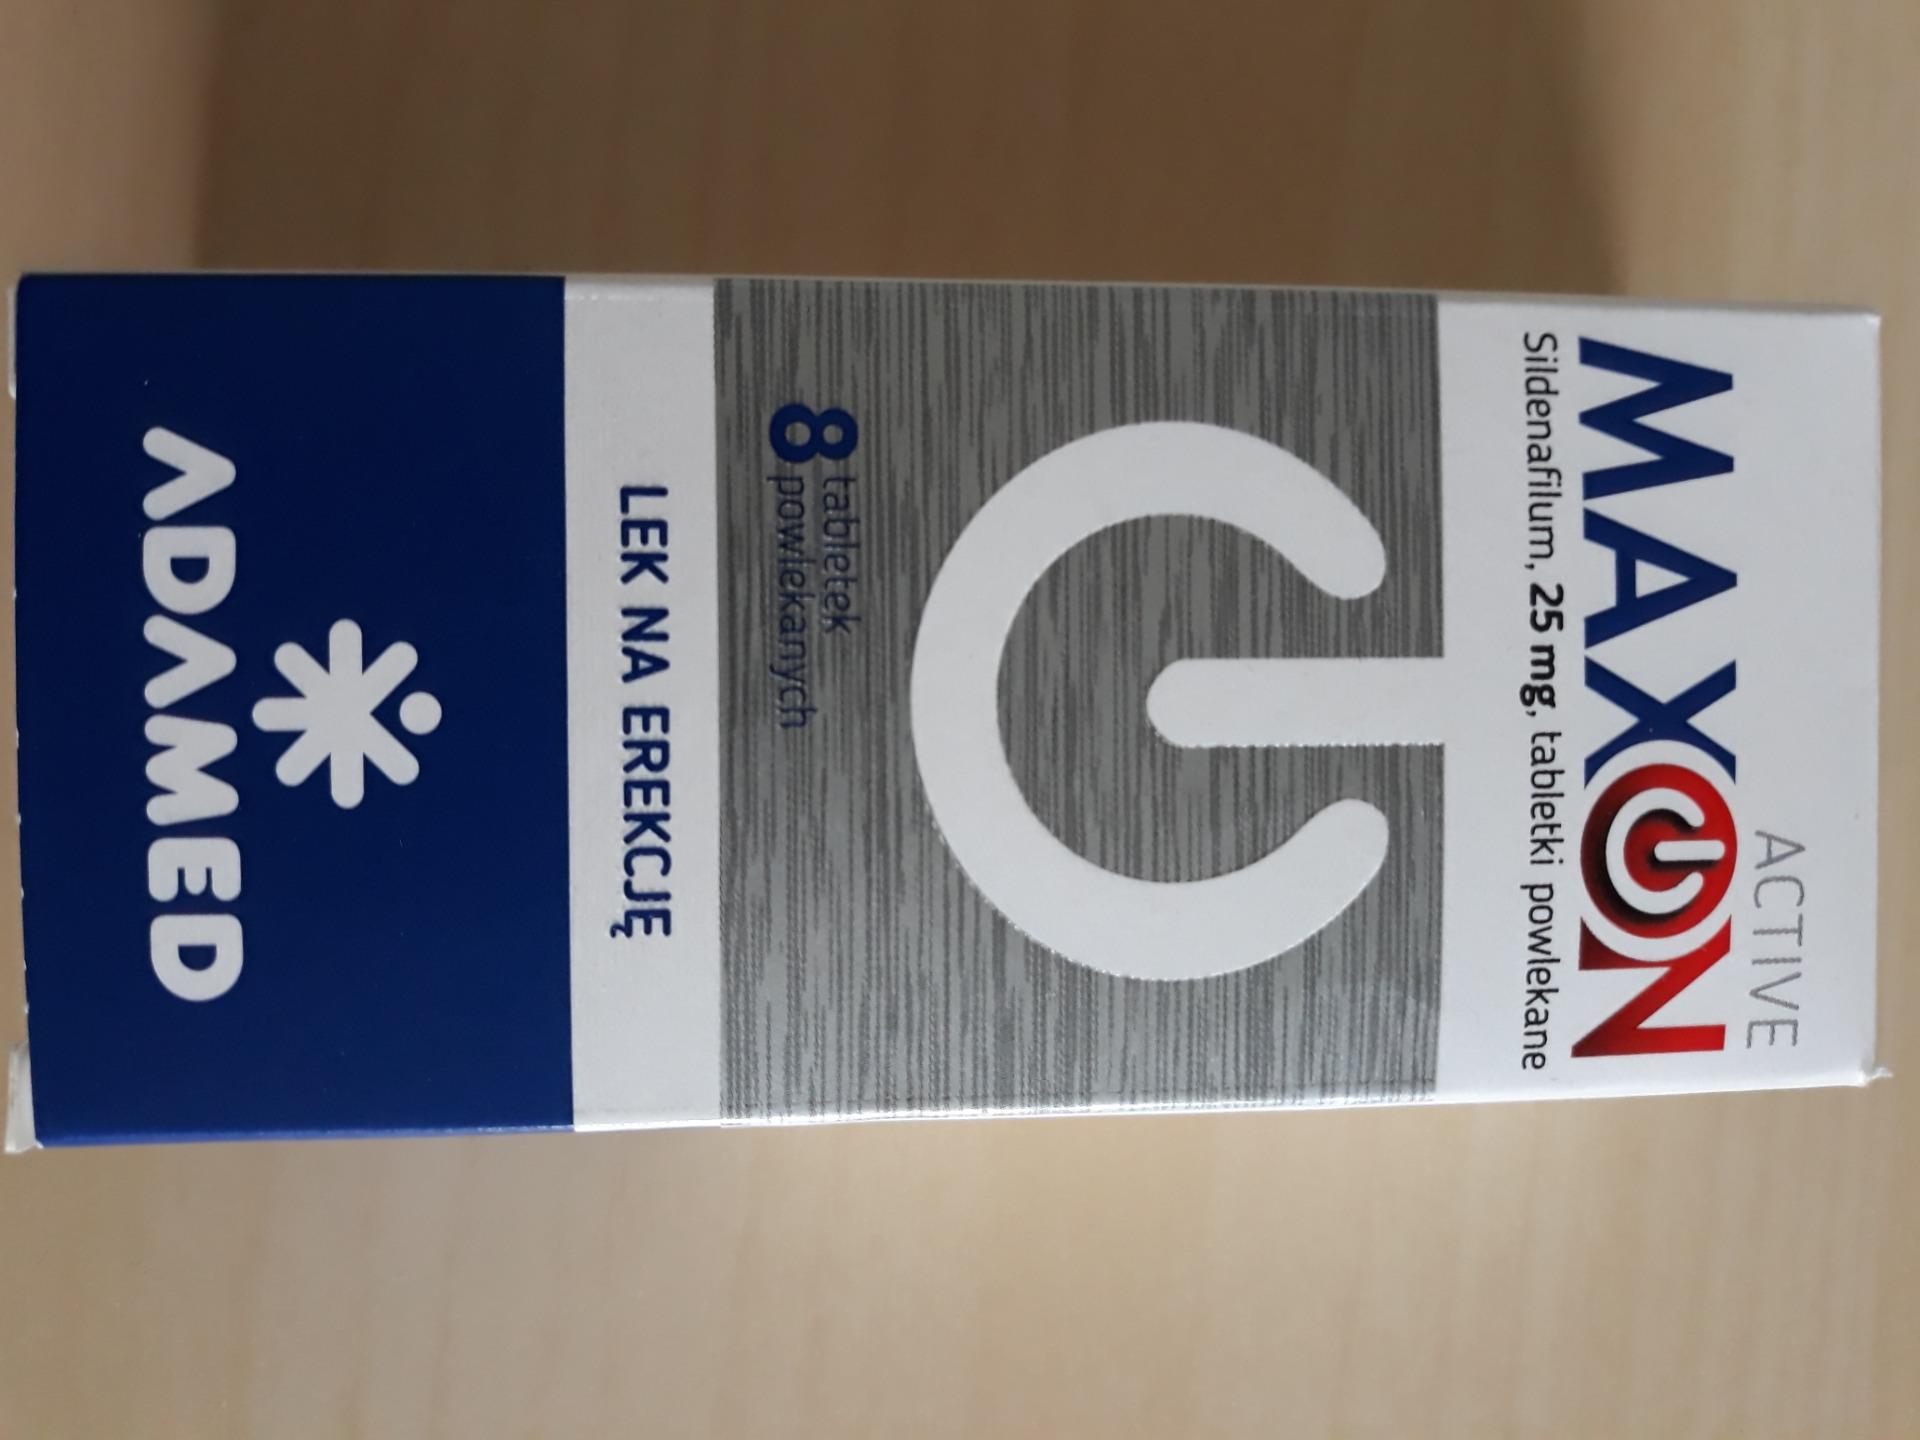 ACTIVE
MAXON
Sildenafilum, 25 mg, tabletki powlekane
8 tabletek
powlekanych
LEK NA EREKCJĘ
ADAMED